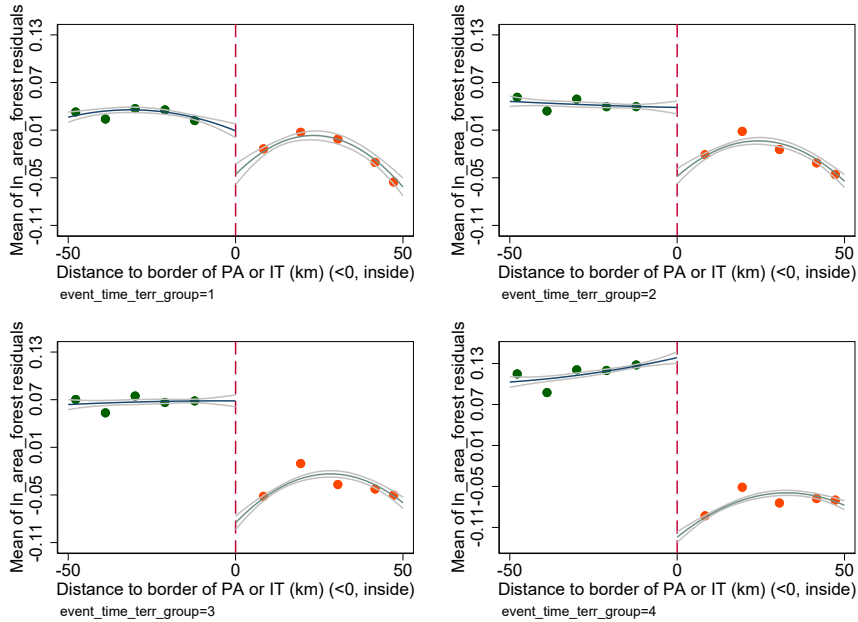 Mean of ln_area_forest residuals
0.13
0.07
0.01
-0.05
-0.11
-50
0
50
Distance to border of PA or IT (km) (<0, inside)
event_time_terr_group=1
Mean of ln_area_forest residuals
0.13
0.07
0.01
-0.05
-0.11
-50
0
50
Distance to border of PA or IT (km) (<0, inside)
event_time_terr_group=2
Mean of ln_area_forest residuals
0.13
0.07
0.01
-0.05
-0.11
-50
0
50
Distance to border of PA or IT (km) (<0, inside)
event_time_terr_group=3
Mean of ln_area_forest residuals
0.13
0.07
0.01
-0.05
-0.11
-50
0
50
Distance to border of PA or IT (km) (<0, inside)
event_time_terr_group=4